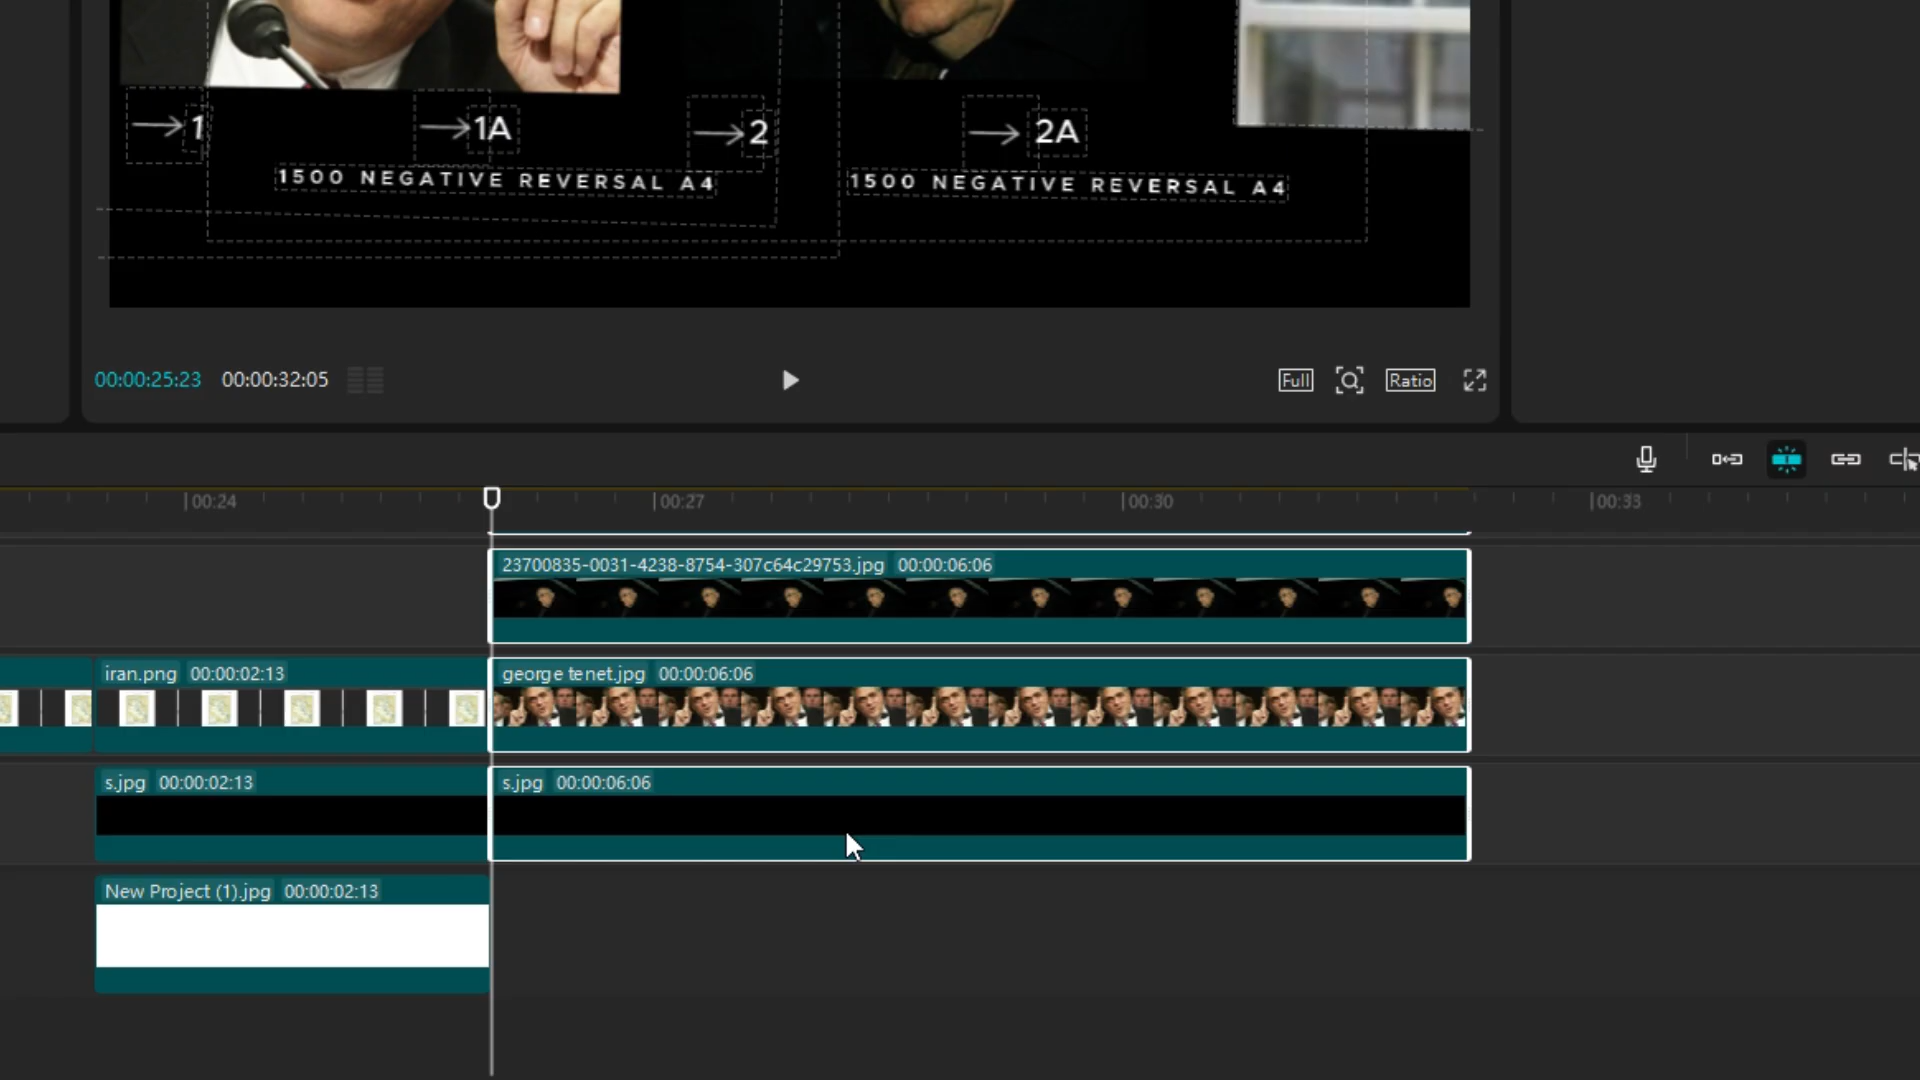 →1 →1A →2 →2A
1500 NEGATIVE REVERSAL A4 1500 NEGATIVE REVERSAL A4
00:00:25:23 00:00:32:05 Full Ratio
00:24 00:27 00:30 00:33
23700835-0031-4238-8754-307c64c29753.jpg 00:00:06:06
iran.png 00:00:02:13 george tenet.jpg 00:00:06:06
s.jpg 00:00:02:13 s.jpg 00:00:06:06
New Project (1).jpg 00:00:02:13